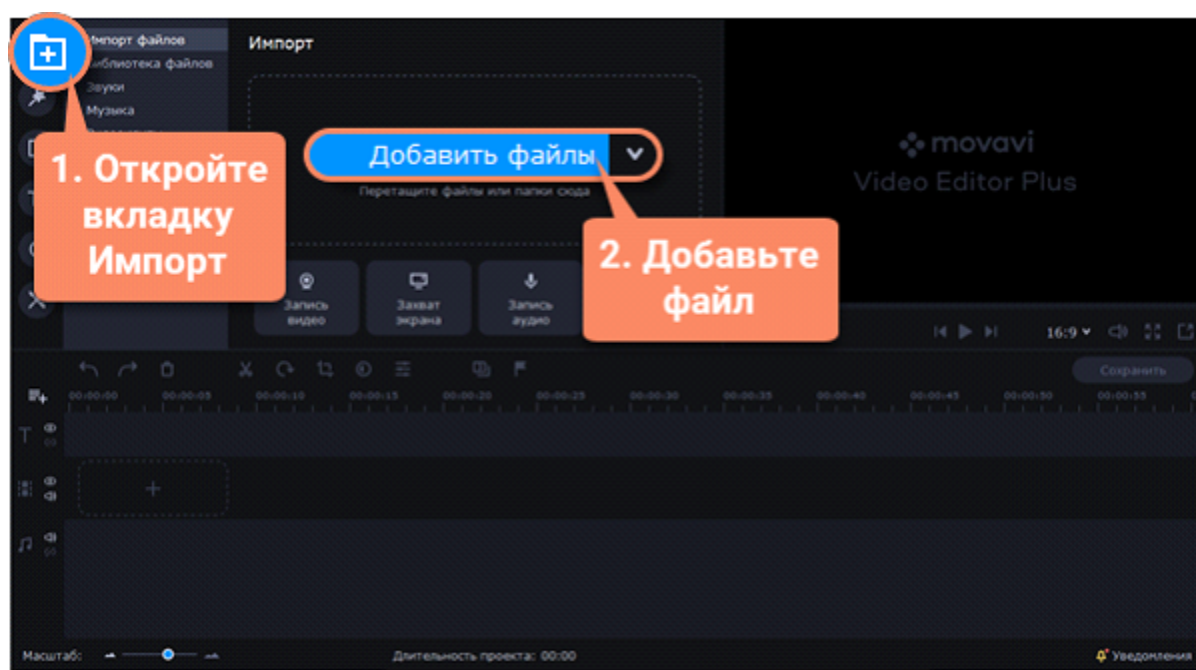 Импорт файлов
Импорт
Библиотека файлов
Звуки
Музыка
1. Откройте
вкладку
Импорт
Добавить файлы
Перетащите файлы или папки сюда
2. Добавьте
файл
movavi
Video Editor Plus
Запись
видео
Захват
экрана
Запись
аудио
16:9
Сохранить
00:00:00 00:00:05 00:00:10 00:00:15 00:00:20 00:00:25 00:00:30 00:00:35 00:00:40 00:00:45 00:00:50 00:00:55
Масштаб:
Длительность проекта: 00:00
Уведомления